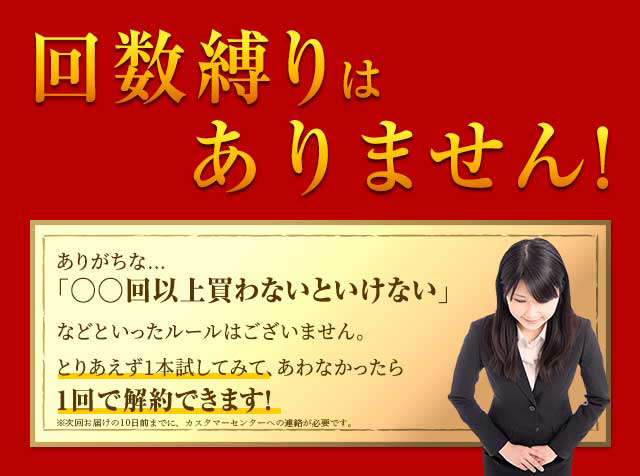 回数縛りは
ありません!
ありがちな…
「〇〇回以上買わないといけない」
などといったルールはございません。
とりあえず1本試してみて、あわなかったら
1回で解約できます!
※次回お届けの10日前までに、カスタマーセンターへの連絡が必要です。